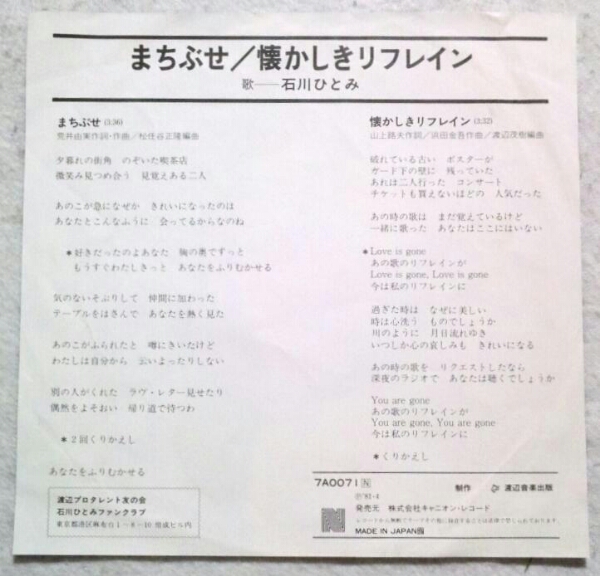 まちぶせ／懐かしきリフレイン
歌──石川ひとみ
まちぶせ (3:36)
荒井由実作詞・作曲／松任谷正隆編曲
夕暮れの街角 のぞいた喫茶店
微笑み見つめ合う 見覚えある二人
あのこが急になぜか きれいになったのは
あなたとこんなふうに 会ってるからなのね
＊好きだったのよあなた 胸の奥でずっと
もうすぐわたしきっと あなたをふりむかせる
気のないそぶりして 仲間に加わった
テーブルをはさんで あなたを熱く見た
あのこがふられたと 噂にきいたけど
わたしは自分から 云いよったりしない
別の人がくれた ラヴ・レター見せたり
偶然をよそおい 帰り道で待つわ
＊2回くりかえし
あなたをふりむかせる
渡辺プロタレント友の会
石川ひとみファンクラブ
東京都港区麻布台1－8－10 揺成ビル内
懐かしきリフレイン (3:32)
山上路夫作詞／浜田金吾作曲／渡辺茂樹編曲
破れている古い ポスターが
ガード下の壁に 残っていた
あれは二人行った コンサート
チケットも買えないほどの 人気だった
あの時の歌は まだ覚えているけど
一緒に歌った あなたはここにはいない
＊Love is gone
あの歌のリフレインが
Love is gone, Love is gone
今は私のリフレインに
過ぎた時は なぜに美しい
時は心洗う ものでしょうか
川のように 月日流れゆき
いつしか心の哀しみも きれいになる
あの時の歌を リクエストしたなら
深夜のラジオで あなたは聴くでしょうか
You are gone
あの歌のリフレインが
You are gone, You are gone
今は私のリフレインに
＊くりかえし
7A0071 N
制作 渡辺音楽出版
Ⓟ'81・4
発売元 株式会社キャニオン・レコード
MADE IN JAPAN